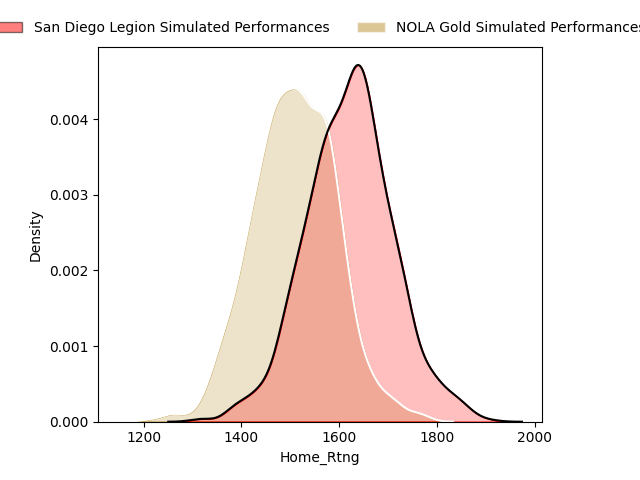 San Diego Legion Simulated Performances NOLA Gold Simulated Performances
0.004
0.003
0.002
0.001
0.000
Density
1200 1400 1600 1800 2000
Home_Rtng